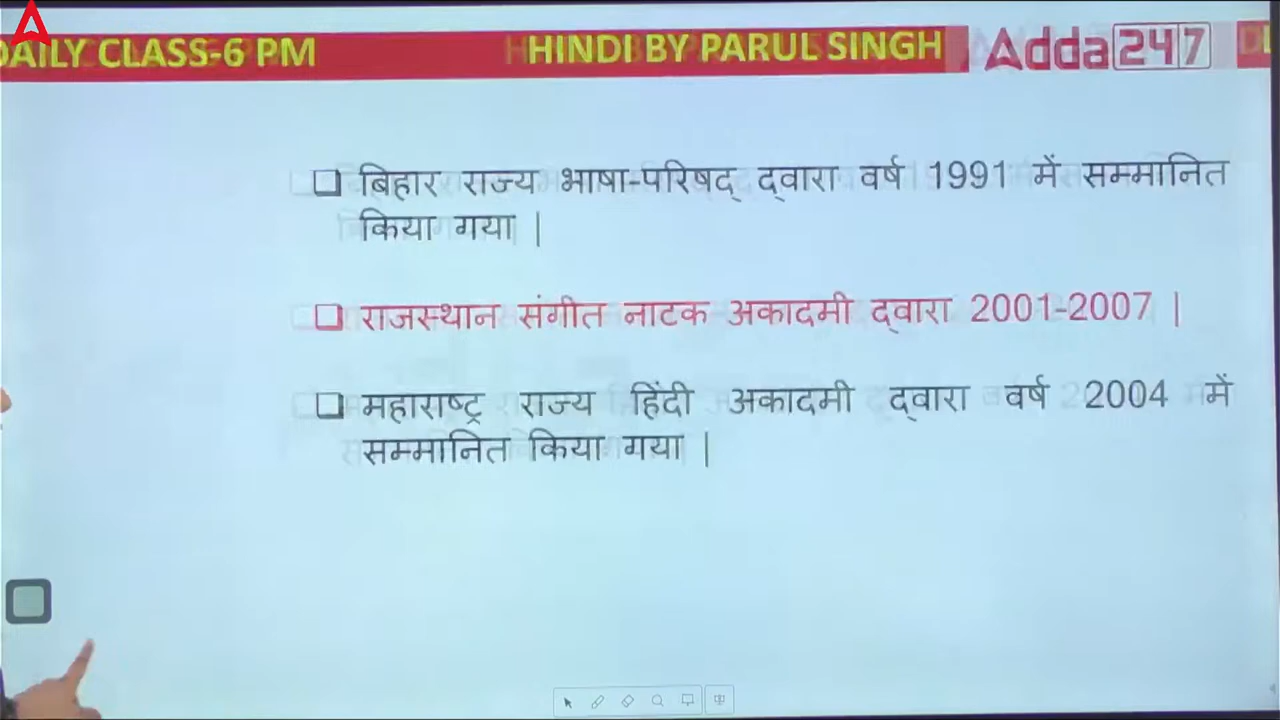 DAILY CLASS-6 PM
HINDI BY PARUL SINGH
Adda247
बिहार राज्य भाषा-परिषद् द्वारा वर्ष 1991 में सम्मानित
किया गया |
राजस्थान संगीत नाटक अकादमी द्वारा 2001-2007 |
महाराष्ट्र राज्य हिंदी अकादमी द्वारा वर्ष 2004 में
सम्मानित किया गया |